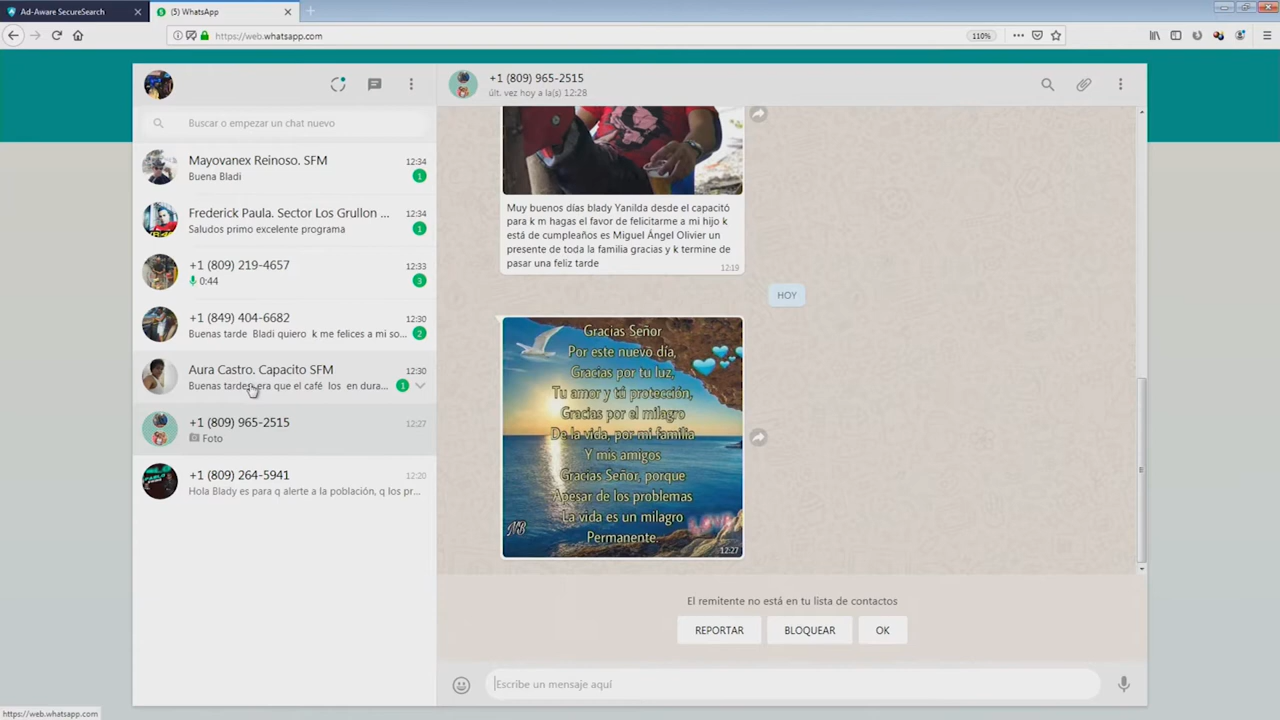 Ad-Aware SecureSearch
(5) WhatsApp
https://web.whatsapp.com
110%
+1 (809) 965-2515
últ. vez hoy a la(s) 12:28
Buscar o empezar un chat nuevo
Mayovanex Reinoso. SFM
12:34
Buena Bladi
1
Frederick Paula. Sector Los Grullon ...
12:34
Saludos primo excelente programa
1
+1 (809) 219-4657
12:33
0:44
3
+1 (849) 404-6682
12:30
Buenas tarde Bladi quiero k me felices a mi so...
2
Aura Castro. Capacito SFM
12:30
Buenas tardes era que el café los en dura...
1
+1 (809) 965-2515
12:27
Foto
+1 (809) 264-5941
12:20
Hola Blady es para q alerte a la población, q los pr...
Muy buenos días blady Yanilda desde el capacitó
para k m hagas el favor de felicitarme a mi hijo k
está de cumpleaños es Miguel Ángel Olivier un
presente de toda la familia gracias y k termine de
pasar una feliz tarde
12:19
HOY
Gracias Señor
Por este nuevo día,
Gracias por tu luz,
Tu amor y tú protección,
Gracias por el milagro
De la vida, por mi familia
Y mis amigos
Gracias Señor, porque
Apesar de los problemas
La vida es un milagro
Permanente.
12:27
El remitente no está en tu lista de contactos
REPORTAR
BLOQUEAR
OK
Escribe un mensaje aquí
https://web.whatsapp.com